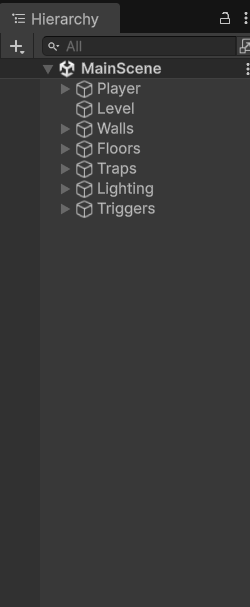 Hierarchy
All
MainScene
Player
Level
Walls
Floors
Traps
Lighting
Triggers